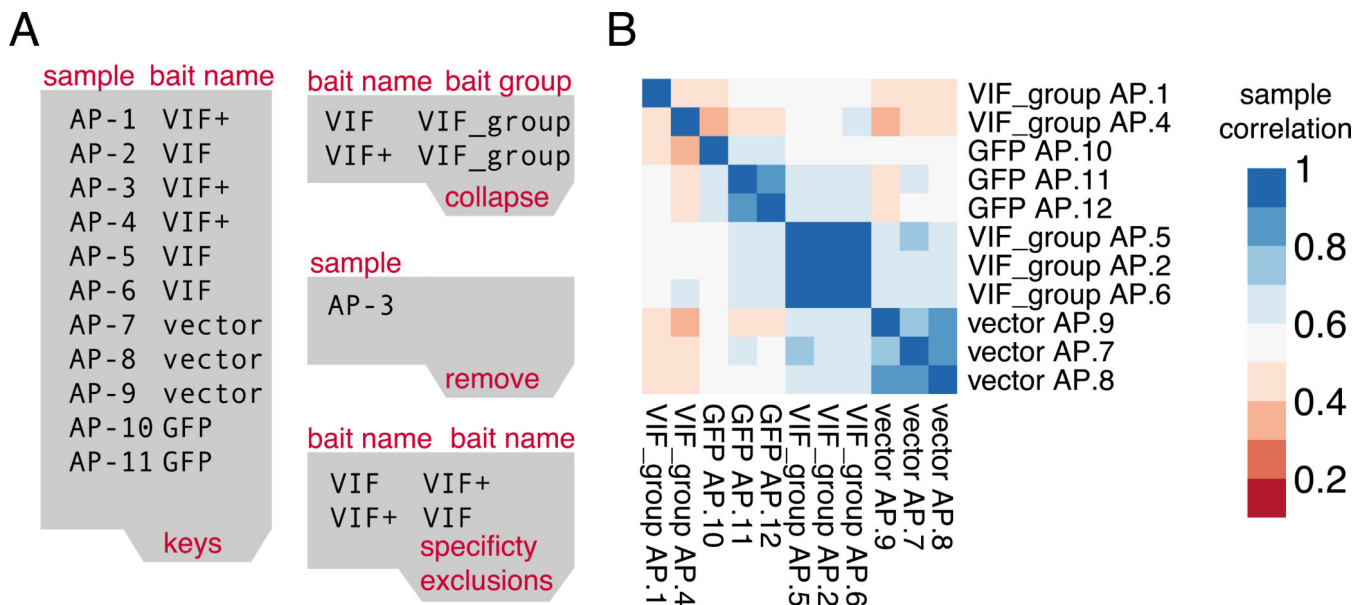 A
sample bait name
AP-1 VIF+
AP-2 VIF
AP-3 VIF+
AP-4 VIF+
AP-5 VIF
AP-6 VIF
AP-7 vector
AP-8 vector
AP-9 vector
AP-10 GFP
AP-11 GFP
keys
bait name bait group
VIF VIF_group
VIF+ VIF_group
collapse
sample
AP-3
remove
bait name bait name
VIF VIF+
VIF+ VIF
specificty
exclusions
B
VIF_group AP.1
VIF_group AP.4
GFP AP.10
GFP AP.11
GFP AP.12
VIF_group AP.5
VIF_group AP.2
VIF_group AP.6
vector AP.9
vector AP.7
vector AP.8
VIF_group AP.1
VIF_group AP.4
GFP AP.10
GFP AP.11
GFP AP.12
VIF_group AP.5
VIF_group AP.2
VIF_group AP.6
vector AP.9
vector AP.7
vector AP.8
sample
correlation
1
0.8
0.6
0.4
0.2